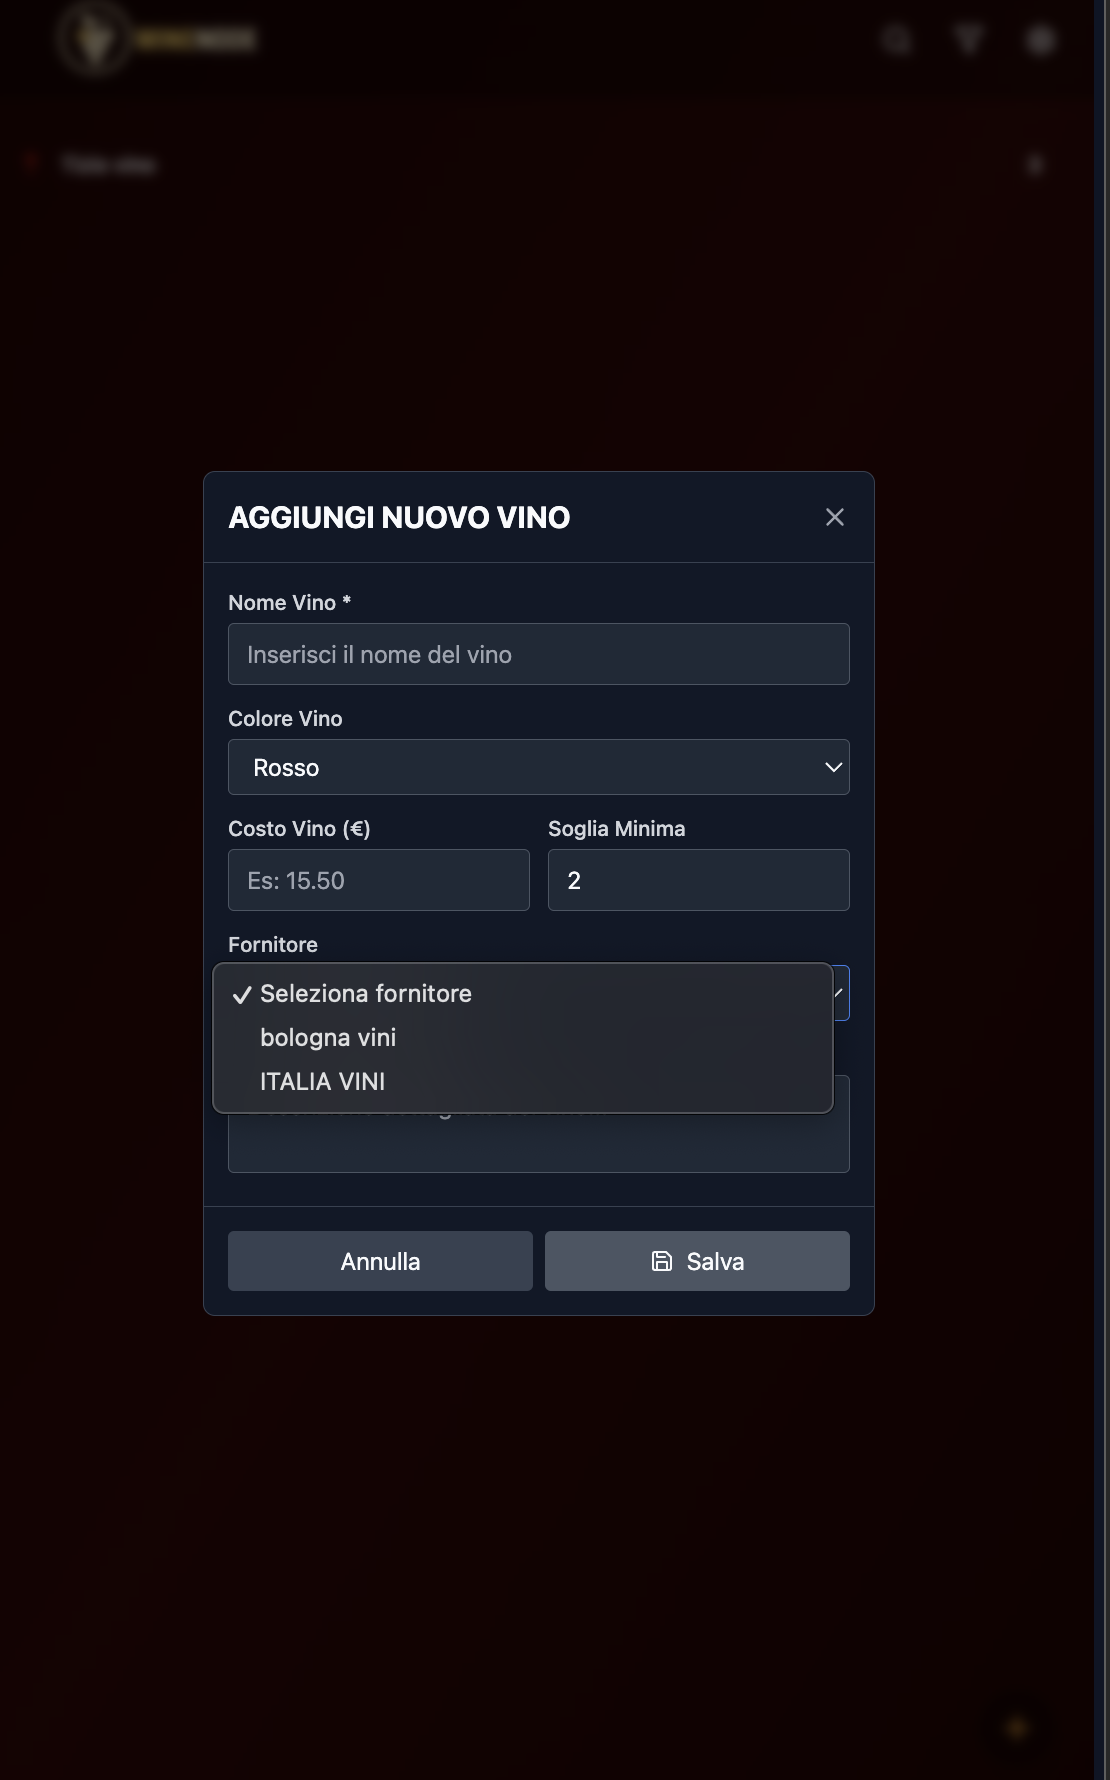 AGGIUNGI NUOVO VINO
Nome Vino *
Inserisci il nome del vino
Colore Vino
Rosso
Costo Vino (€)
Soglia Minima
Es: 15.50
2
Fornitore
Seleziona fornitore
bologna vini
ITALIA VINI
Annulla
Salva